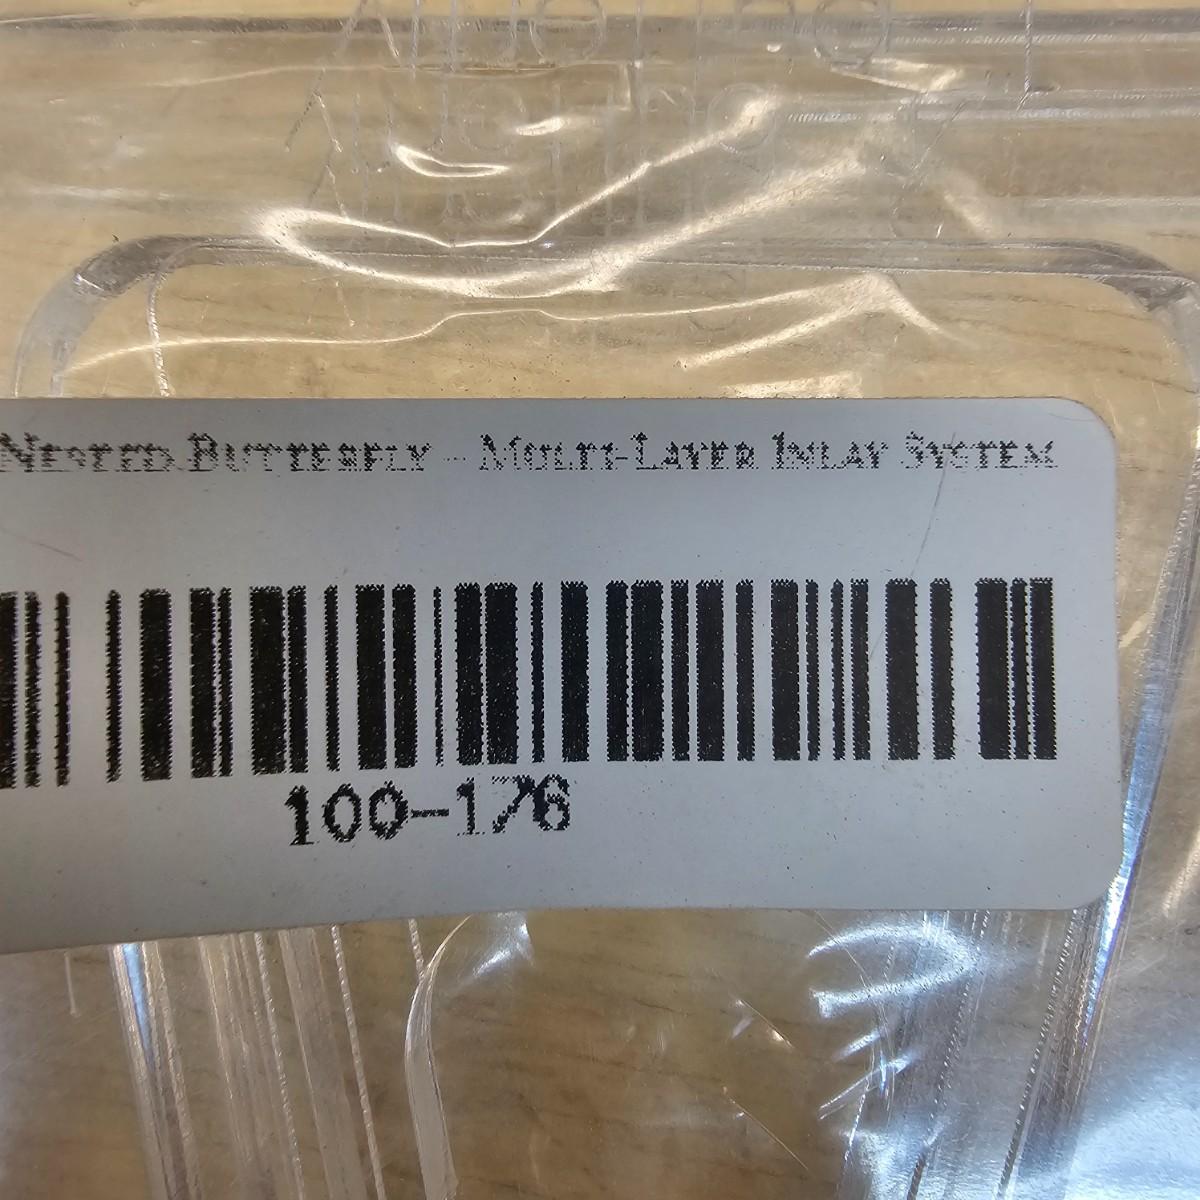 Nested Butterfly - Multi-Layer Inlay System
100-176